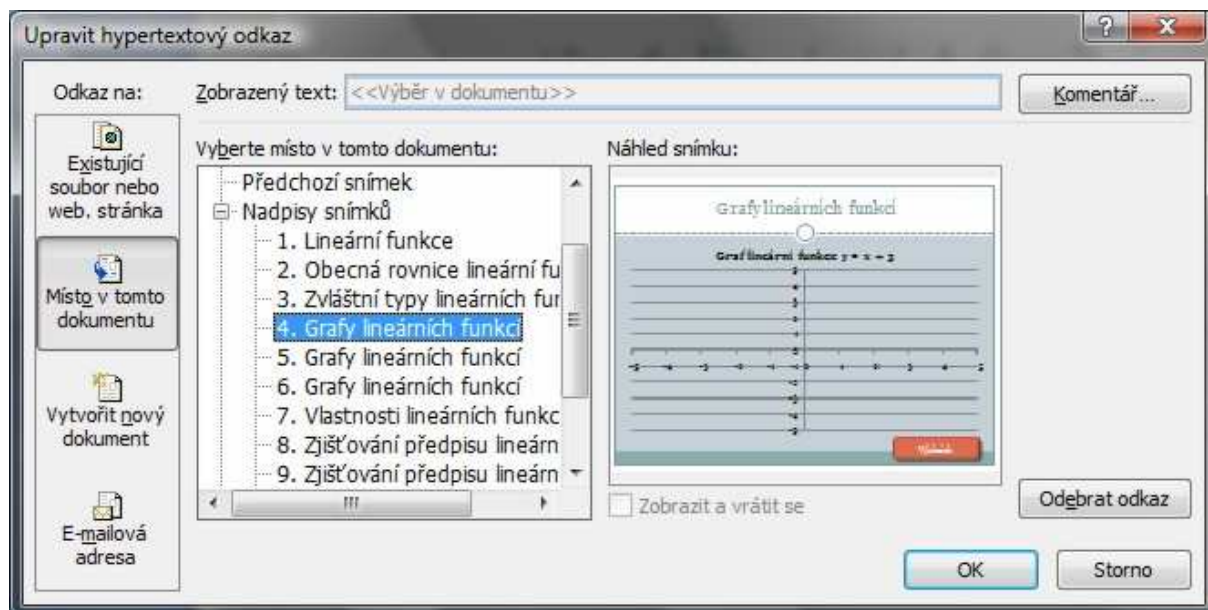 Upravit hypertextový odkaz
Odkaz na:
Zobrazený text: <<Výběr v dokumentu>>
Komentář...
Existující
soubor nebo
web. stránka
Místo v tomto
dokumentu
Vytvořit nový
dokument
E-mailová
adresa
Vyberte místo v tomto dokumentu:
Předchozí snímek
Nadpisy snímků
1. Lineární funkce
2. Obecná rovnice lineární fu
3. Zvláštní typy lineárních fur
4. Grafy lineárních funkcí
5. Grafy lineárních funkcí
6. Grafy lineárních funkcí
7. Vlastnosti lineárních funkc
8. Zjišťování předpisu lineárn
9. Zjišťování předpisu lineárn
Náhled snímku:
Grafy lineárních funkcí
Graf lineární funkce
Zobrazit a vrátit se
Odebrat odkaz
OK
Storno